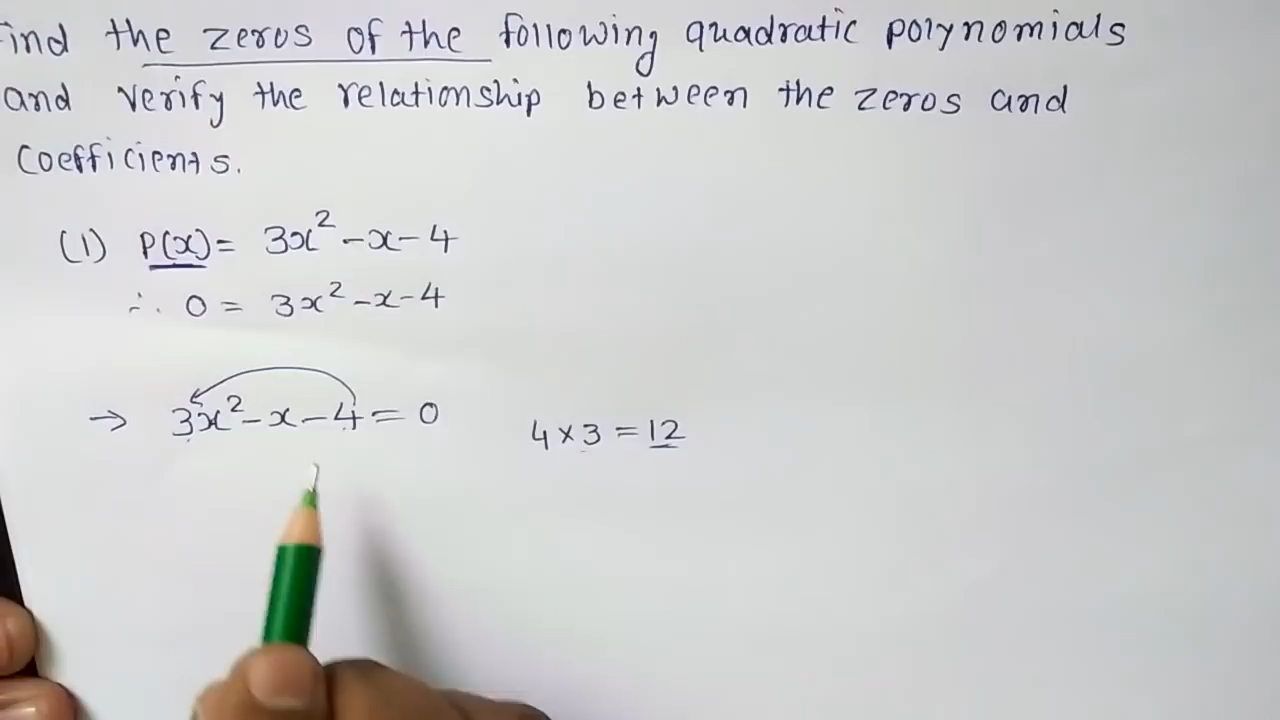 ind the zeros of the following quadratic polynomials
and verify the relationship between the zeros and
coefficients.
(1) P(x) = 3x² - x - 4
∴ 0 = 3x² - x - 4
→ 3x² - x - 4 = 0
4 × 3 = 12